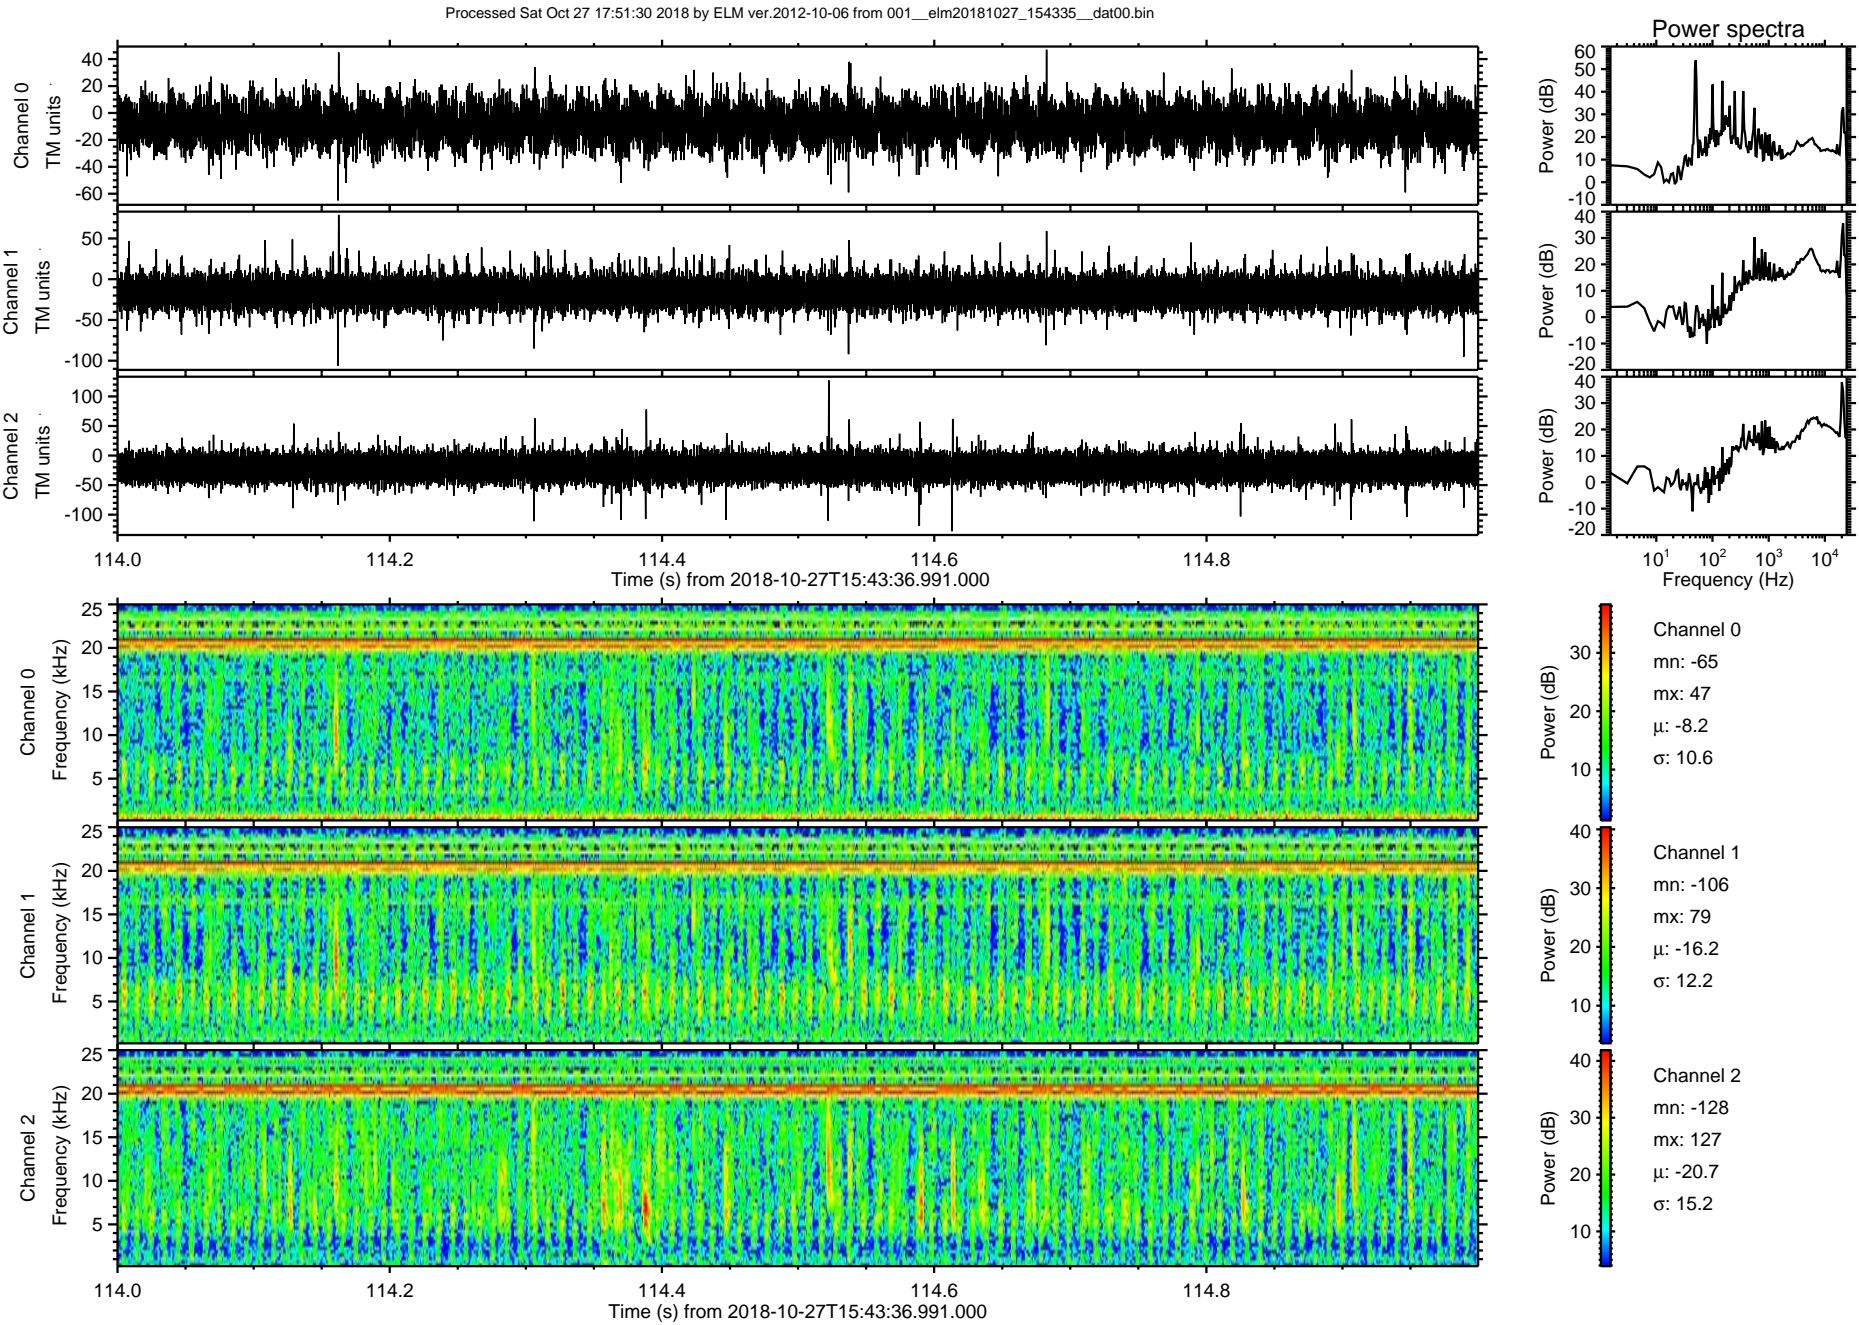 Processed Sat Oct 27 17:51:30 2018 by ELM ver.2012-10-06 from 001__elm20181027_154335__dat00.bin
Power spectra
Channel 0
TM units
40
20
0
-20
-40
-60
Power (dB)
60
50
40
30
20
10
0
-10
Channel 1
TM units
50
0
-50
-100
Power (dB)
40
30
20
10
0
-10
-20
Channel 2
TM units
100
50
0
-50
-100
Power (dB)
40
30
20
10
0
-10
-20
114.0 114.2 114.4 114.6 114.8
Time (s) from 2018-10-27T15:43:36.991.000
10^1 10^2 10^3 10^4
Frequency (Hz)
Channel 0
Frequency (kHz)
25
20
15
10
5
Power (dB)
30
20
10
Channel 0
mn: -65
mx: 47
μ: -8.2
σ: 10.6
Channel 1
Frequency (kHz)
25
20
15
10
5
Power (dB)
40
30
20
10
Channel 1
mn: -106
mx: 79
μ: -16.2
σ: 12.2
Channel 2
Frequency (kHz)
25
20
15
10
5
Power (dB)
40
30
20
10
Channel 2
mn: -128
mx: 127
μ: -20.7
σ: 15.2
114.0 114.2 114.4 114.6 114.8
Time (s) from 2018-10-27T15:43:36.991.000